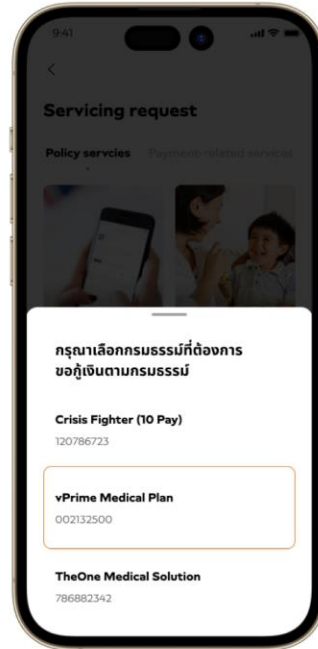 9:41
Servicing request
Policy servcies Payment-related services
กรุณาเลือกกรมธรรม์ที่ต้องการ
ขอกู้เงินตามกรมธรรม์
Crisis Fighter (10 Pay)
120786723
vPrime Medical Plan
002132500
TheOne Medical Solution
786882342